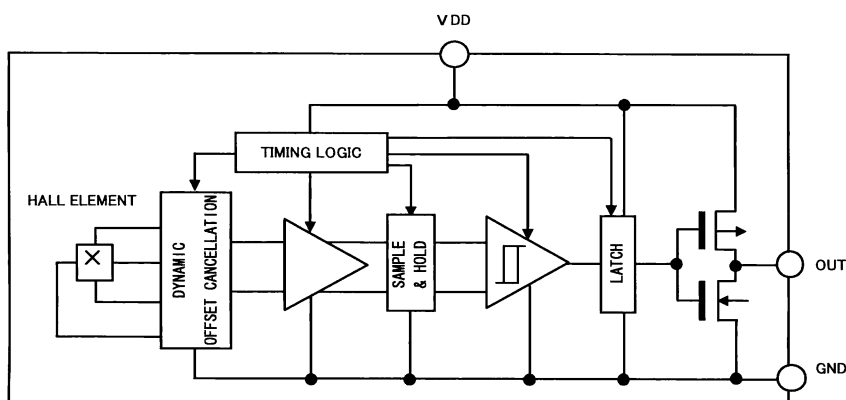 VDD
TIMING LOGIC
HALL ELEMENT
DYNAMIC
OFFSET CANCELLATION
SAMPLE
& HOLD
LATCH
OUT
GND